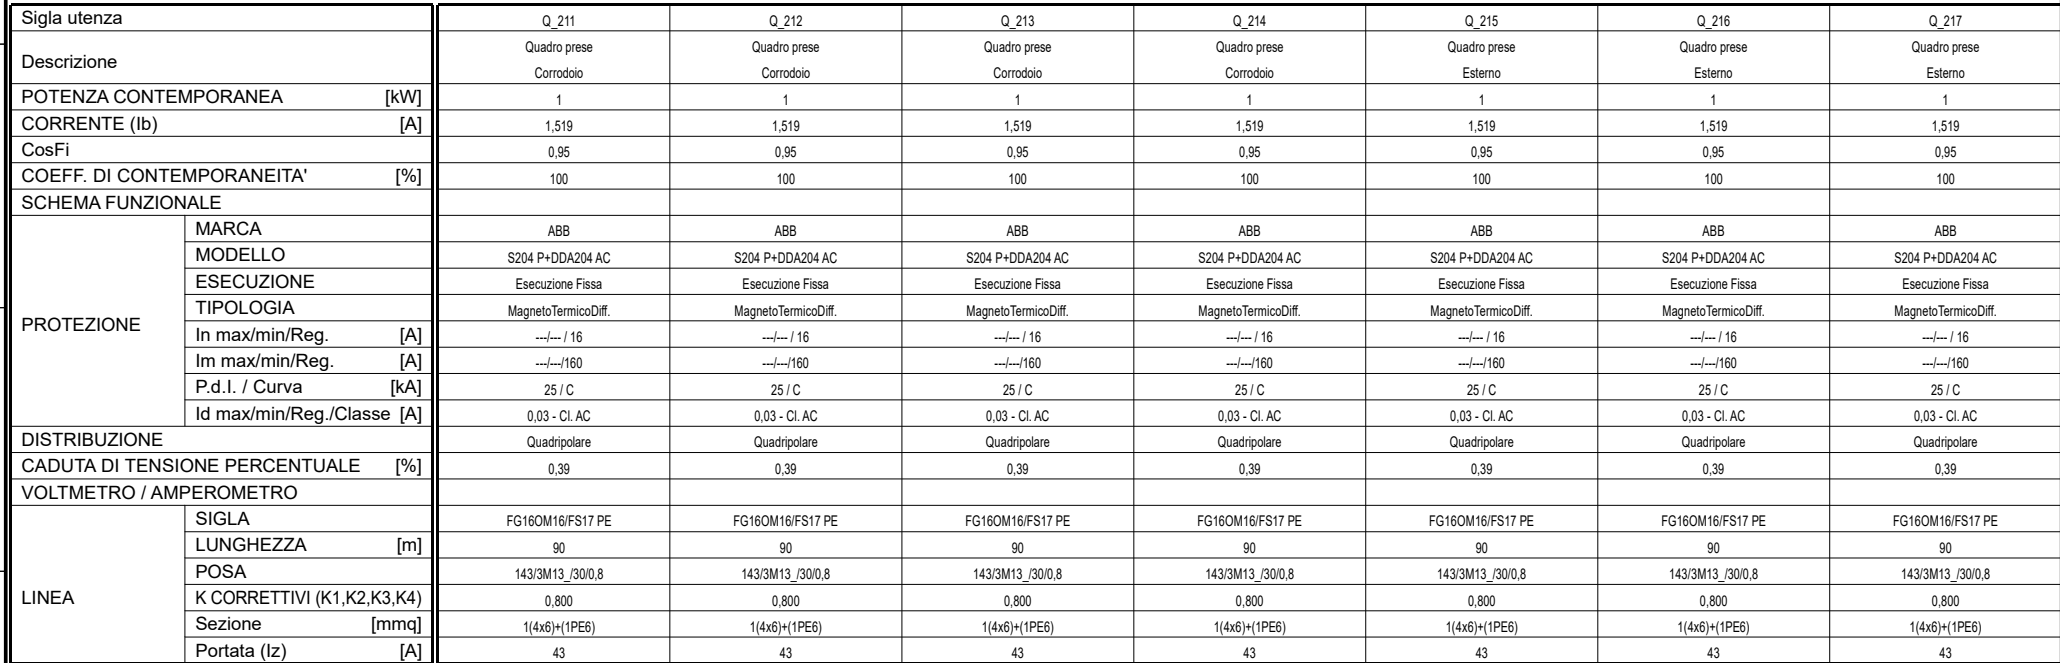 Sigla utenza Q_211 Q_212 Q_213 Q_214 Q_215 Q_216 Q_217
Descrizione Quadro prese Quadro prese Quadro prese Quadro prese Quadro prese Quadro prese Quadro prese
Corrodoio Corrodoio Corrodoio Corrodoio Esterno Esterno Esterno
POTENZA CONTEMPORANEA [kW] 1 1 1 1 1 1 1
CORRENTE (Ib) [A] 1,519 1,519 1,519 1,519 1,519 1,519 1,519
CosFi 0,95 0,95 0,95 0,95 0,95 0,95 0,95
COEFF. DI CONTEMPORANEITA' [%] 100 100 100 100 100 100 100
SCHEMA FUNZIONALE
PROTEZIONE
MARCA ABB ABB ABB ABB ABB ABB ABB
MODELLO S204 P+DDA204 AC S204 P+DDA204 AC S204 P+DDA204 AC S204 P+DDA204 AC S204 P+DDA204 AC S204 P+DDA204 AC S204 P+DDA204 AC
ESECUZIONE Esecuzione Fissa Esecuzione Fissa Esecuzione Fissa Esecuzione Fissa Esecuzione Fissa Esecuzione Fissa Esecuzione Fissa
TIPOLOGIA MagnetoTermicoDiff. MagnetoTermicoDiff. MagnetoTermicoDiff. MagnetoTermicoDiff. MagnetoTermicoDiff. MagnetoTermicoDiff. MagnetoTermicoDiff.
In max/min/Reg. [A] ---/--- / 16 ---/--- / 16 ---/--- / 16 ---/--- / 16 ---/--- / 16 ---/--- / 16 ---/--- / 16
Im max/min/Reg. [A] ---/---/160 ---/---/160 ---/---/160 ---/---/160 ---/---/160 ---/---/160 ---/---/160
P.d.I. / Curva [kA] 25 / C 25 / C 25 / C 25 / C 25 / C 25 / C 25 / C
Id max/min/Reg./Classe [A] 0,03 - Cl. AC 0,03 - Cl. AC 0,03 - Cl. AC 0,03 - Cl. AC 0,03 - Cl. AC 0,03 - Cl. AC 0,03 - Cl. AC
DISTRIBUZIONE Quadripolare Quadripolare Quadripolare Quadripolare Quadripolare Quadripolare Quadripolare
CADUTA DI TENSIONE PERCENTUALE [%] 0,39 0,39 0,39 0,39 0,39 0,39 0,39
VOLTMETRO / AMPEROMETRO
LINEA
SIGLA FG16OM16/FS17 PE FG16OM16/FS17 PE FG16OM16/FS17 PE FG16OM16/FS17 PE FG16OM16/FS17 PE FG16OM16/FS17 PE FG16OM16/FS17 PE
LUNGHEZZA [m] 90 90 90 90 90 90 90
POSA 143/3M13_/30/0,8 143/3M13_/30/0,8 143/3M13_/30/0,8 143/3M13_/30/0,8 143/3M13_/30/0,8 143/3M13_/30/0,8 143/3M13_/30/0,8
K CORRETTIVI (K1,K2,K3,K4) 0,800 0,800 0,800 0,800 0,800 0,800 0,800
Sezione [mmq] 1(4x6)+(1PE6) 1(4x6)+(1PE6) 1(4x6)+(1PE6) 1(4x6)+(1PE6) 1(4x6)+(1PE6) 1(4x6)+(1PE6) 1(4x6)+(1PE6)
Portata (Iz) [A] 43 43 43 43 43 43 43